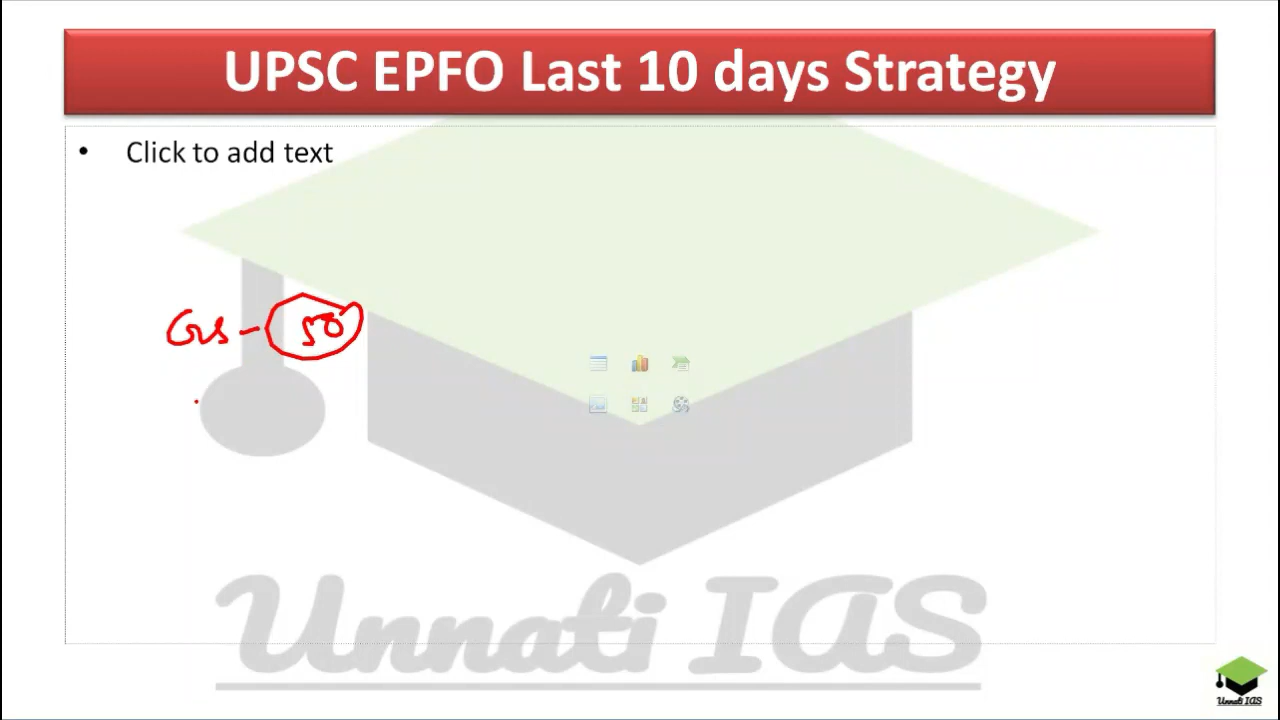 UPSC EPFO Last 10 days Strategy
• Click to add text
GS - 50
Unnati IAS
Unnati IAS